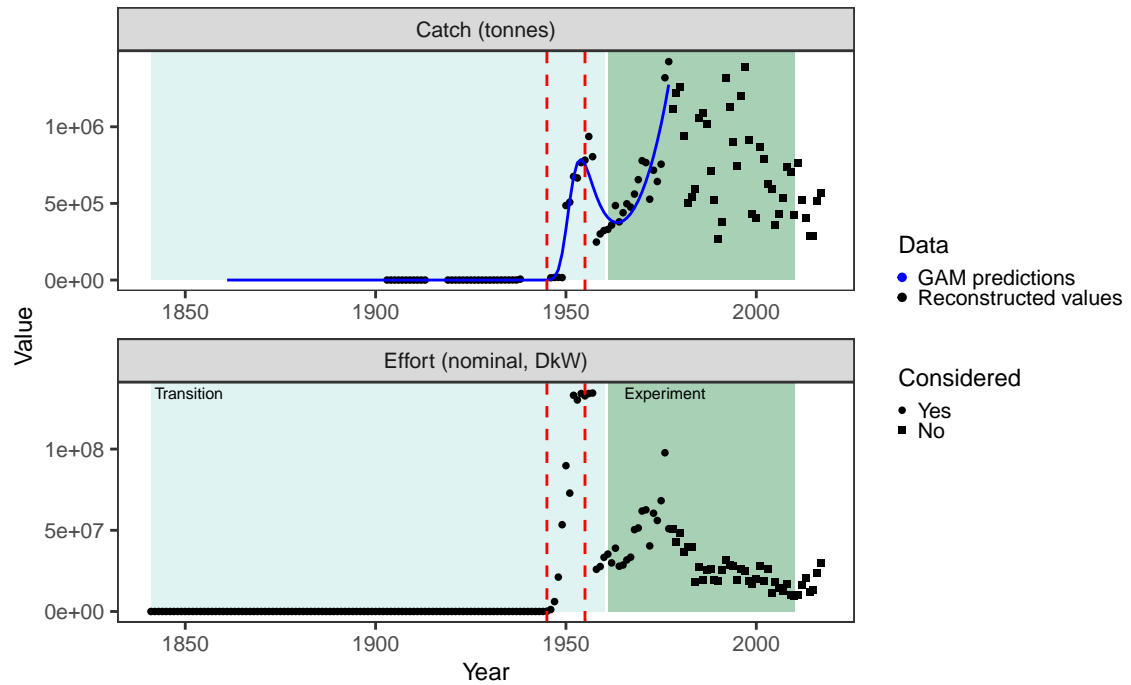 Catch (tonnes)
1e+06
5e+05
0e+00
1850
1900
1950
2000
Value
Effort (nominal, DkW)
Transition
Experiment
1e+08
5e+07
0e+00
1850
1900
1950
2000
Year
Data
GAM predictions
Reconstructed values
Considered
Yes
No